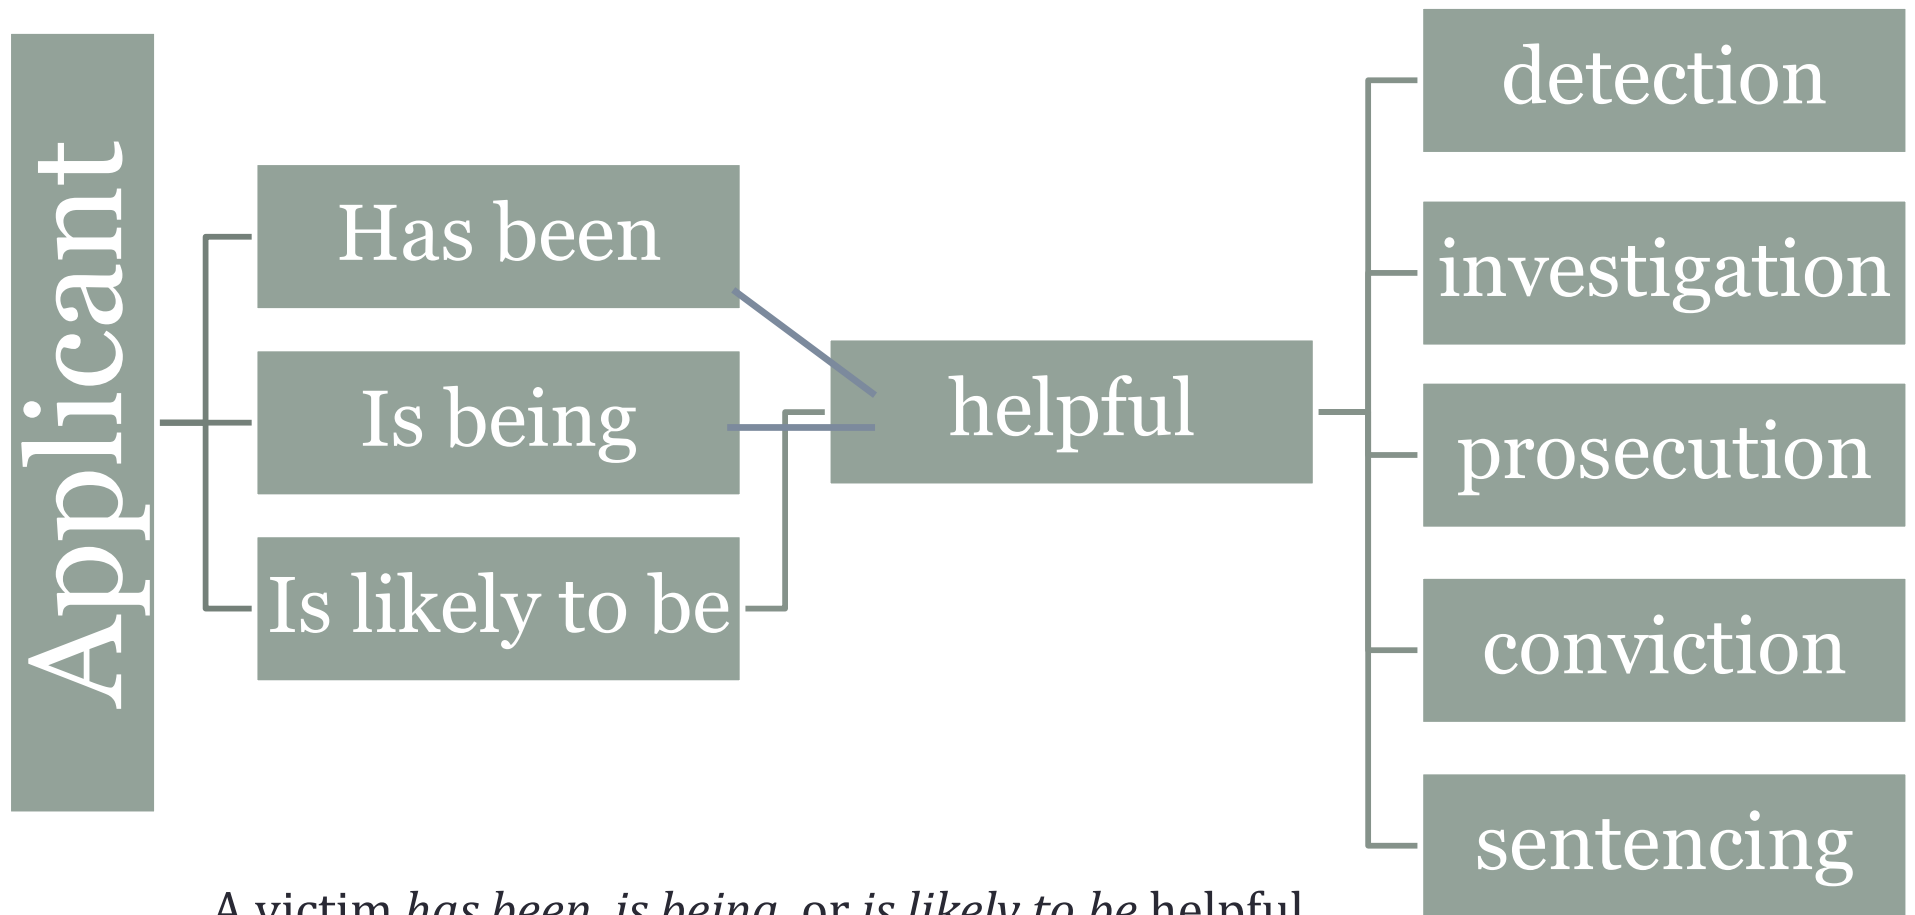 Applicant
Has been
Is being
Is likely to be
helpful
detection
investigation
prosecution
conviction
sentencing
A victim has been, is being, or is likely to be helpful